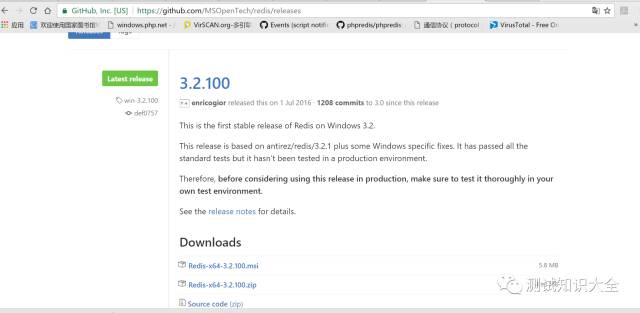 GitHub, Inc. [US] https://github.com/MSOpenTech/redis/releases
应用 欢迎使用国家图书馆 windows.php.net - / VirSCAN.org-多引擎 Events (script notific phpredis/phpredis: 通信协议（protocol） VirusTotal - Free On
Latest release
win-3.2.100
def0757
3.2.100
enricogior released this on 1 Jul 2016 · 1208 commits to 3.0 since this release
This is the first stable release of Redis on Windows 3.2.
This release is based on antirez/redis/3.2.1 plus some Windows specific fixes. It has passed all the
standard tests but it hasn't been tested in a production environment.
Therefore, before considering using this release in production, make sure to test it thoroughly in your
own test environment.
See the release notes for details.
Downloads
Redis-x64-3.2.100.msi 5.8 MB
Redis-x64-3.2.100.zip
Source code (zip)
测试知识大全